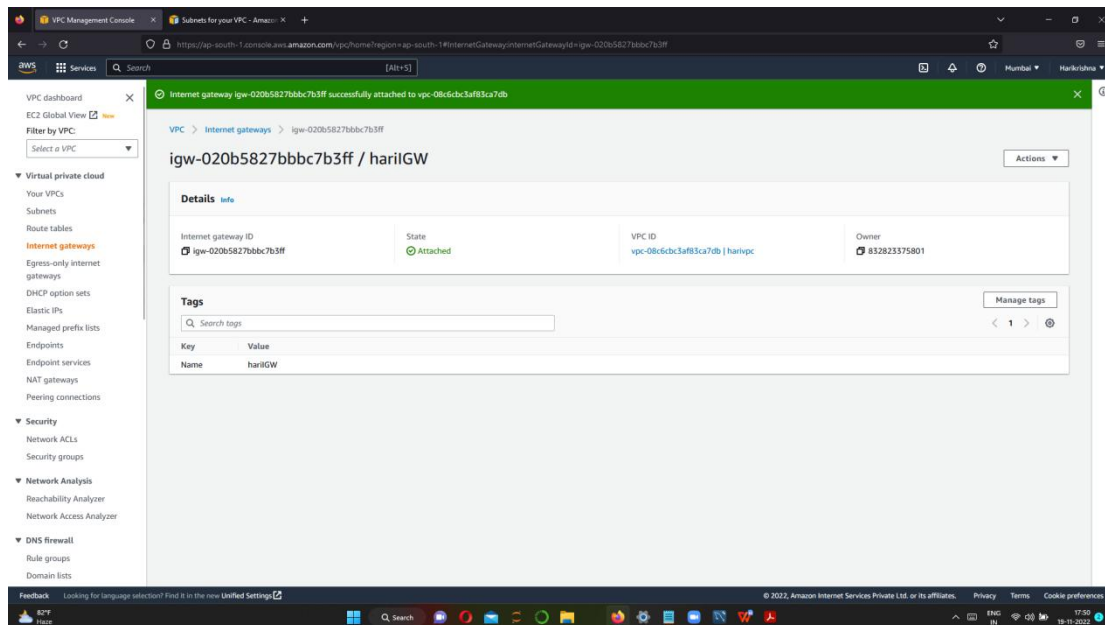 VPC Management Console × Subnets for your VPC - Amazon × +
https://ap-south-1.console.aws.amazon.com/vpc/home?region=ap-south-1#InternetGateway:internetGatewayId=igw-020b5827bbbc7b3ff
aws Services Search [Alt+S] Mumbai ▼ Harikrishna ▼
Internet gateway igw-020b5827bbbc7b3ff successfully attached to vpc-08c6cbc3af83ca7db
VPC dashboard
EC2 Global View New
Filter by VPC:
Select a VPC
Virtual private cloud
Your VPCs
Subnets
Route tables
Internet gateways
Egress-only internet
gateways
DHCP option sets
Elastic IPs
Managed prefix lists
Endpoints
Endpoint services
NAT gateways
Peering connections
Security
Network ACLs
Security groups
Network Analysis
Reachability Analyzer
Network Access Analyzer
DNS firewall
Rule groups
Domain lists
VPC > Internet gateways > igw-020b5827bbbc7b3ff
igw-020b5827bbbc7b3ff / hariIGW
Actions ▼
Details Info
Internet gateway ID
igw-020b5827bbbc7b3ff
State
Attached
VPC ID
vpc-08c6cbc3af83ca7db | harivpc
Owner
832823375801
Tags
Manage tags
Search tags
< 1 >
Key Value
Name hariIGW
Feedback Looking for language selection? Find it in the new Unified Settings © 2022, Amazon Internet Services Private Ltd. or its affiliates. Privacy Terms Cookie preferences
82°F
Haze
Search
ENG
IN
17:50
19-11-2022